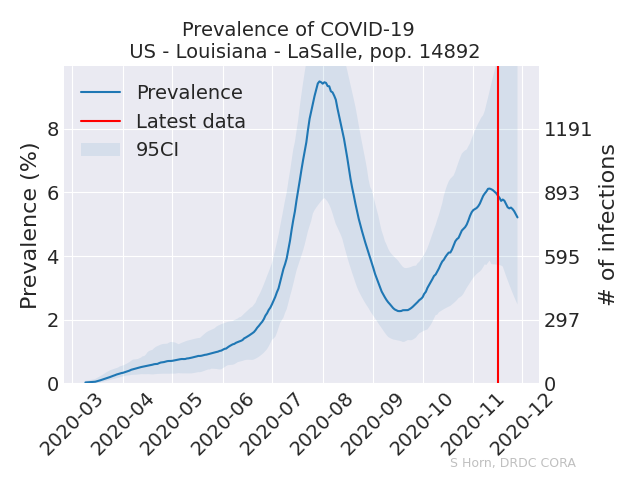 Prevalence of COVID-19
US - Louisiana - LaSalle, pop. 14892
Prevalence
Latest data
95CI
Prevalence (%)
8
6
4
2
0
1191
893
595
297
0
# of infections
2020-03
2020-04
2020-05
2020-06
2020-07
2020-08
2020-09
2020-10
2020-11
2020-12
S Horn, DRDC CORA